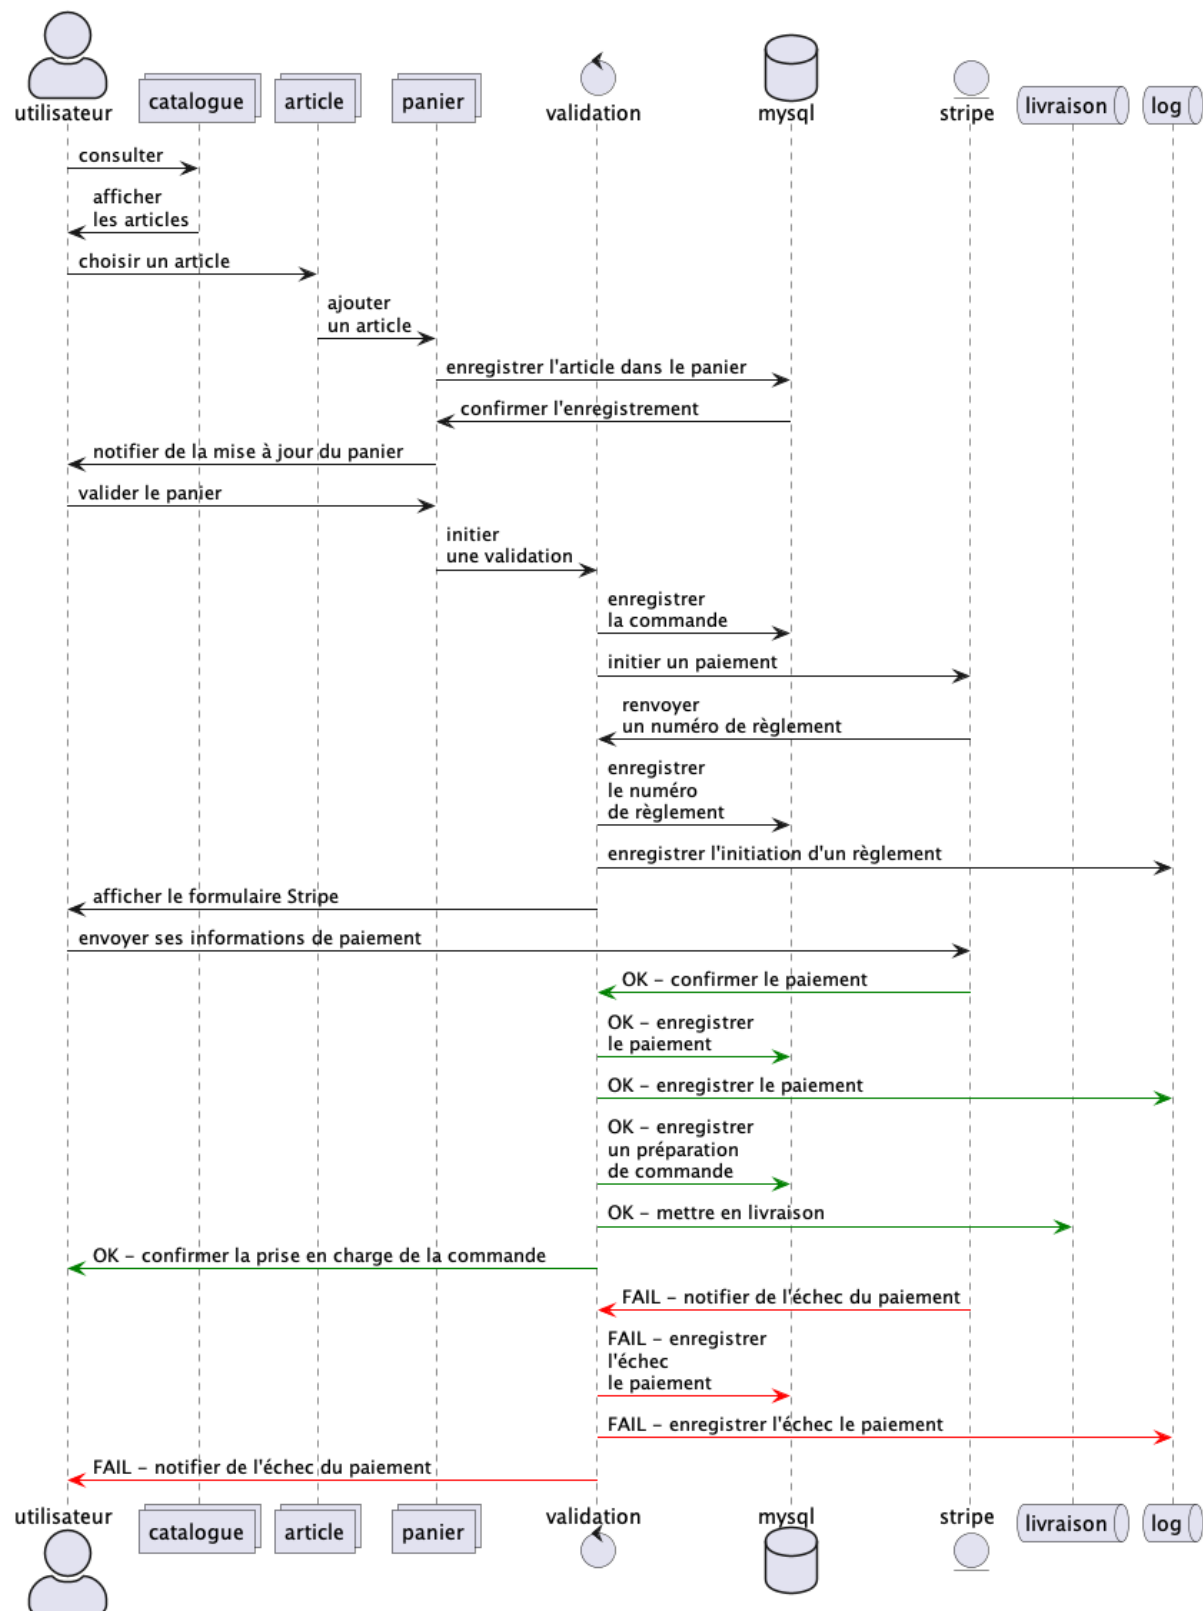 utilisateur
catalogue
article
panier
validation
mysql
stripe
livraison
log
consulter
afficher
les articles
choisir un article
ajouter
un article
enregistrer l'article dans le panier
confirmer l'enregistrement
notifier de la mise à jour du panier
valider le panier
initier
une validation
enregistrer
la commande
initier un paiement
renvoyer
un numéro de règlement
enregistrer
le numéro
de règlement
enregistrer l'initiation d'un règlement
afficher le formulaire Stripe
envoyer ses informations de paiement
OK – confirmer le paiement
OK – enregistrer
le paiement
OK – enregistrer le paiement
OK – enregistrer
un préparation
de commande
OK – mettre en livraison
OK – confirmer la prise en charge de la commande
FAIL – notifier de l'échec du paiement
FAIL – enregistrer
l'échec
le paiement
FAIL – enregistrer l'échec le paiement
FAIL – notifier de l'échec du paiement
utilisateur
catalogue
article
panier
validation
mysql
stripe
livraison
log